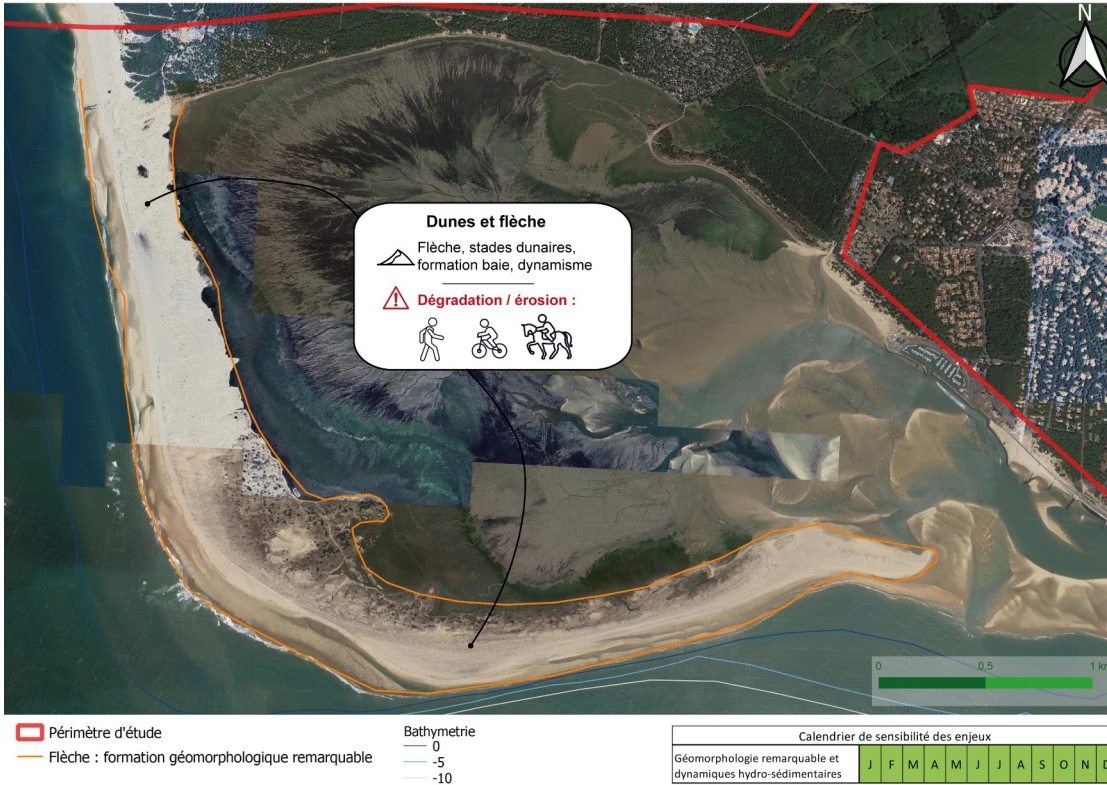 N
Dunes et flèche
Flèche, stades dunaires,
formation baie, dynamisme
Dégradation / érosion :
0 0,5 1 km
Périmètre d'étude
Flèche : formation géomorphologique remarquable
Bathymetrie
0
-5
-10
Calendrier de sensibilité des enjeux
Géomorphologie remarquable et
dynamiques hydro-sédimentaires
J F M A M J J A S O N D